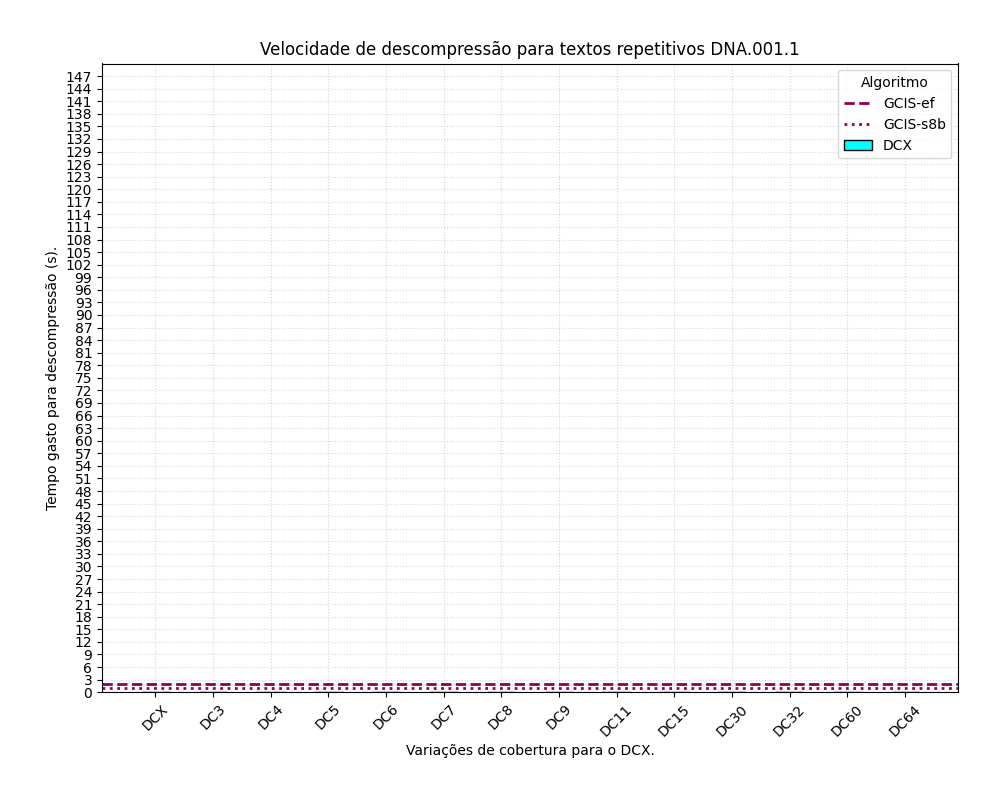 Velocidade de descompressão para textos repetitivos DNA.001.1
147
144
141
138
135
132
129
126
123
120
117
114
111
108
105
102
99
96
93
90
87
84
81
78
75
72
69
66
63
60
57
54
51
48
45
42
39
36
33
30
27
24
21
18
15
12
9
6
3
0
Tempo gasto para descompressão (s).
Algoritmo
GCIS-ef
GCIS-s8b
DCX
DCX
DC3
DC4
DC5
DC6
DC7
DC8
DC9
DC11
DC15
DC30
DC32
DC60
DC64
Variações de cobertura para o DCX.